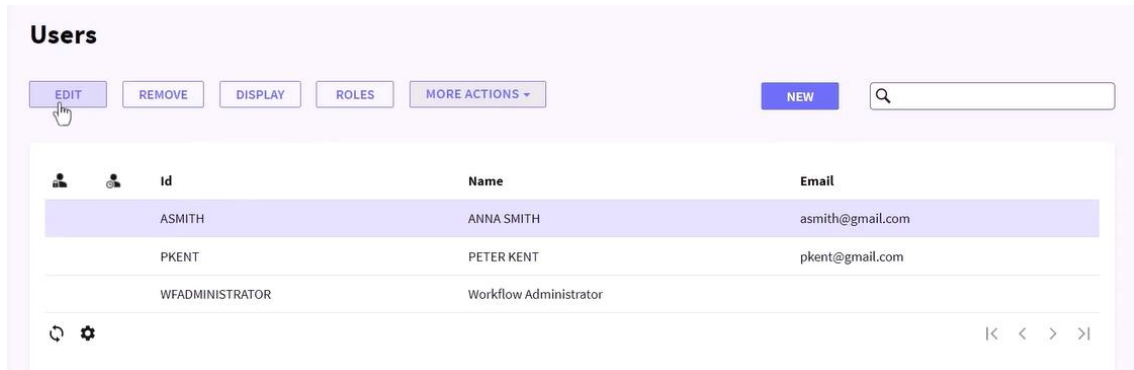 Users
EDIT REMOVE DISPLAY ROLES MORE ACTIONS NEW
Id Name Email
ASMITH ANNA SMITH asmith@gmail.com
PKENT PETER KENT pkent@gmail.com
WFADMINISTRATOR Workflow Administrator